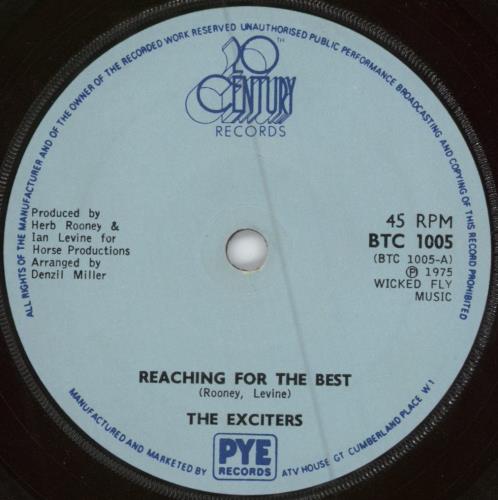 ALL RIGHTS OF THE MANUFACTURER AND OF THE OWNER OF THE RECORDED WORK RESERVED UNAUTHORISED PUBLIC PERFORMANCE BROADCASTING AND COPYING OF THIS RECORD PROHIBITED
20™
CENTURY
RECORDS
Produced by
Herb Rooney &
Ian Levine for
Horse Productions
Arranged by
Denzil Miller
45 RPM
BTC 1005
(BTC 1005-A)
℗ 1975
WICKED FLY
MUSIC
REACHING FOR THE BEST
(Rooney, Levine)
THE EXCITERS
MANUFACTURED AND MARKETED BY
PYE
RECORDS
ATV HOUSE GT CUMBERLAND PLACE W1